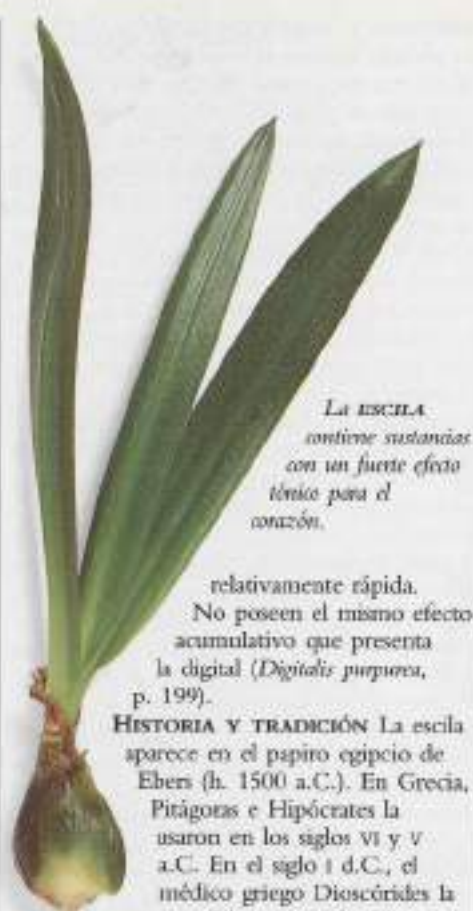 La ESCILA
contiene sustancias
con un fuerte efecto
tónico para el
corazón.
relativamente rápida.
No poseen el mismo efecto
acumulativo que presenta
la digital (Digitalis purpurea,
p. 199).
HISTORIA Y TRADICIÓN La escila
aparece en el papiro egipcio de
Ebers (h. 1500 a.C.). En Grecia,
Pitágoras e Hipócrates la
usaron en los siglos VI y V
a.C. En el siglo I d.C., el
médico griego Dioscórides la